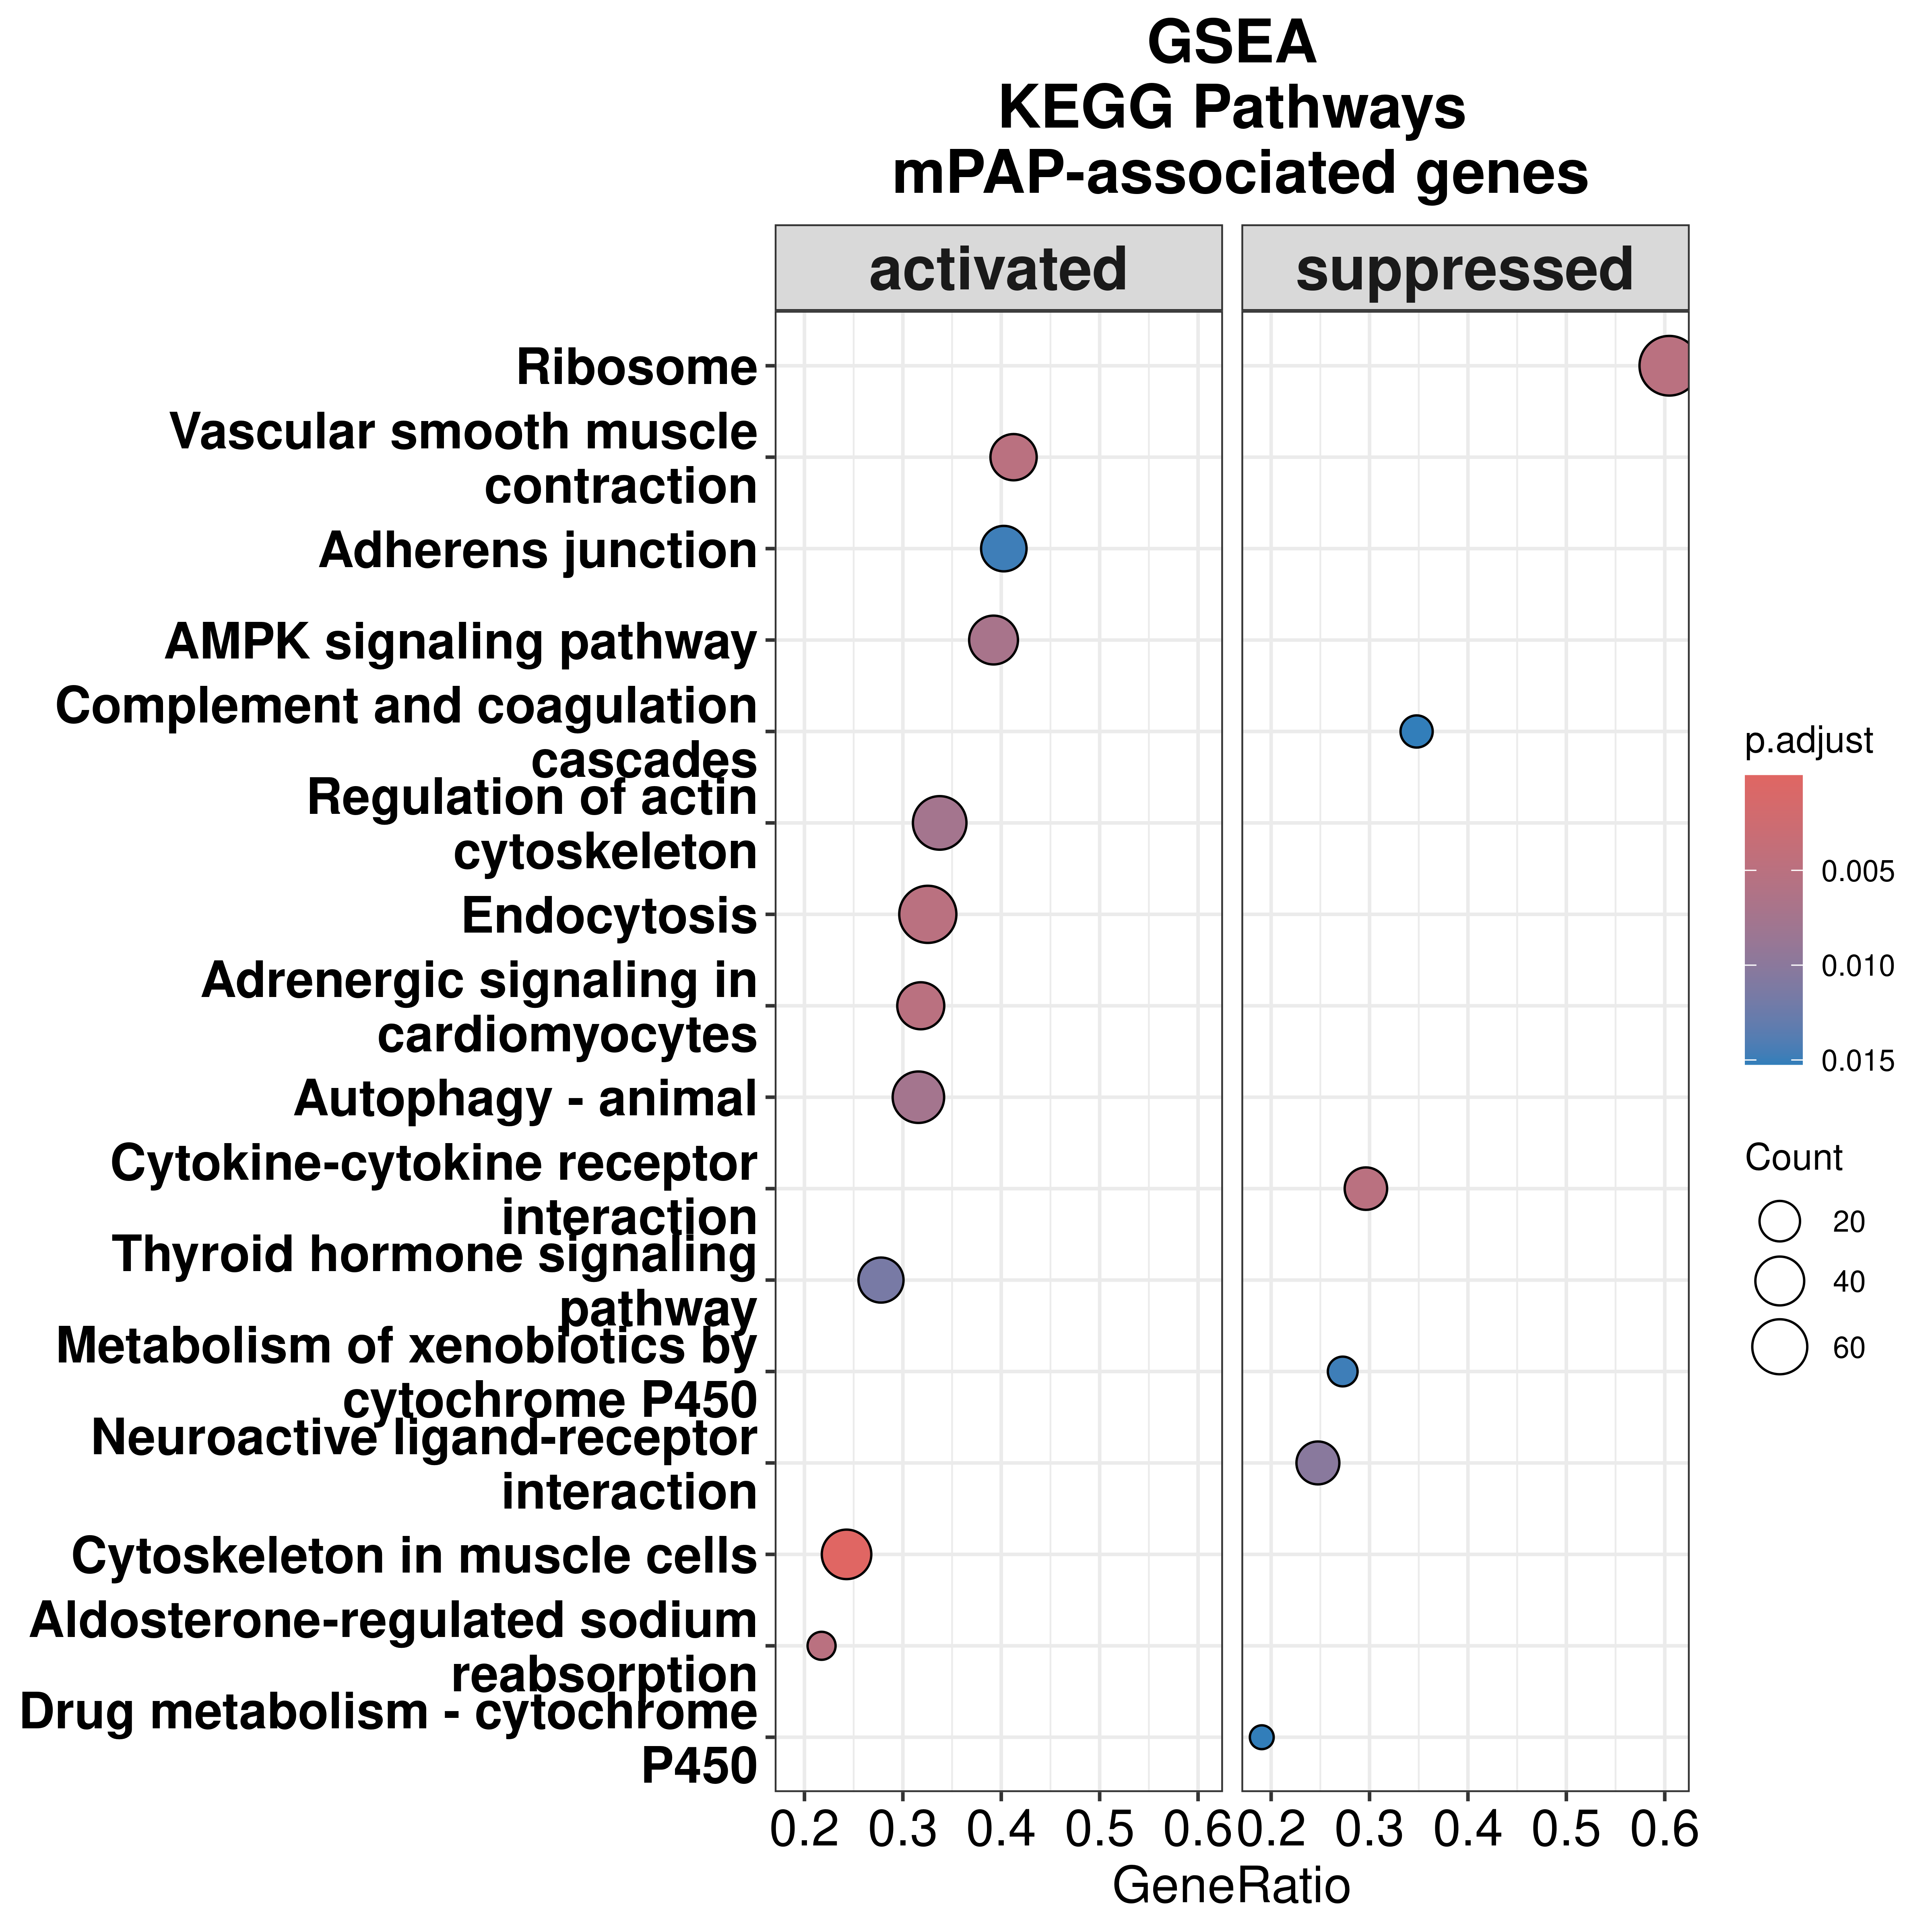 GSEA
KEGG Pathways
mPAP-associated genes
activated
suppressed
Ribosome
Vascular smooth muscle
contraction
Adherens junction
AMPK signaling pathway
Complement and coagulation
cascades
Regulation of actin
cytoskeleton
Endocytosis
Adrenergic signaling in
cardiomyocytes
Autophagy - animal
Cytokine-cytokine receptor
interaction
Thyroid hormone signaling
pathway
Metabolism of xenobiotics by
cytochrome P450
Neuroactive ligand-receptor
interaction
Cytoskeleton in muscle cells
Aldosterone-regulated sodium
reabsorption
Drug metabolism - cytochrome
P450
0.2 0.3 0.4 0.5 0.6
0.2 0.3 0.4 0.5 0.6
GeneRatio
p.adjust
0.005
0.010
0.015
Count
20
40
60